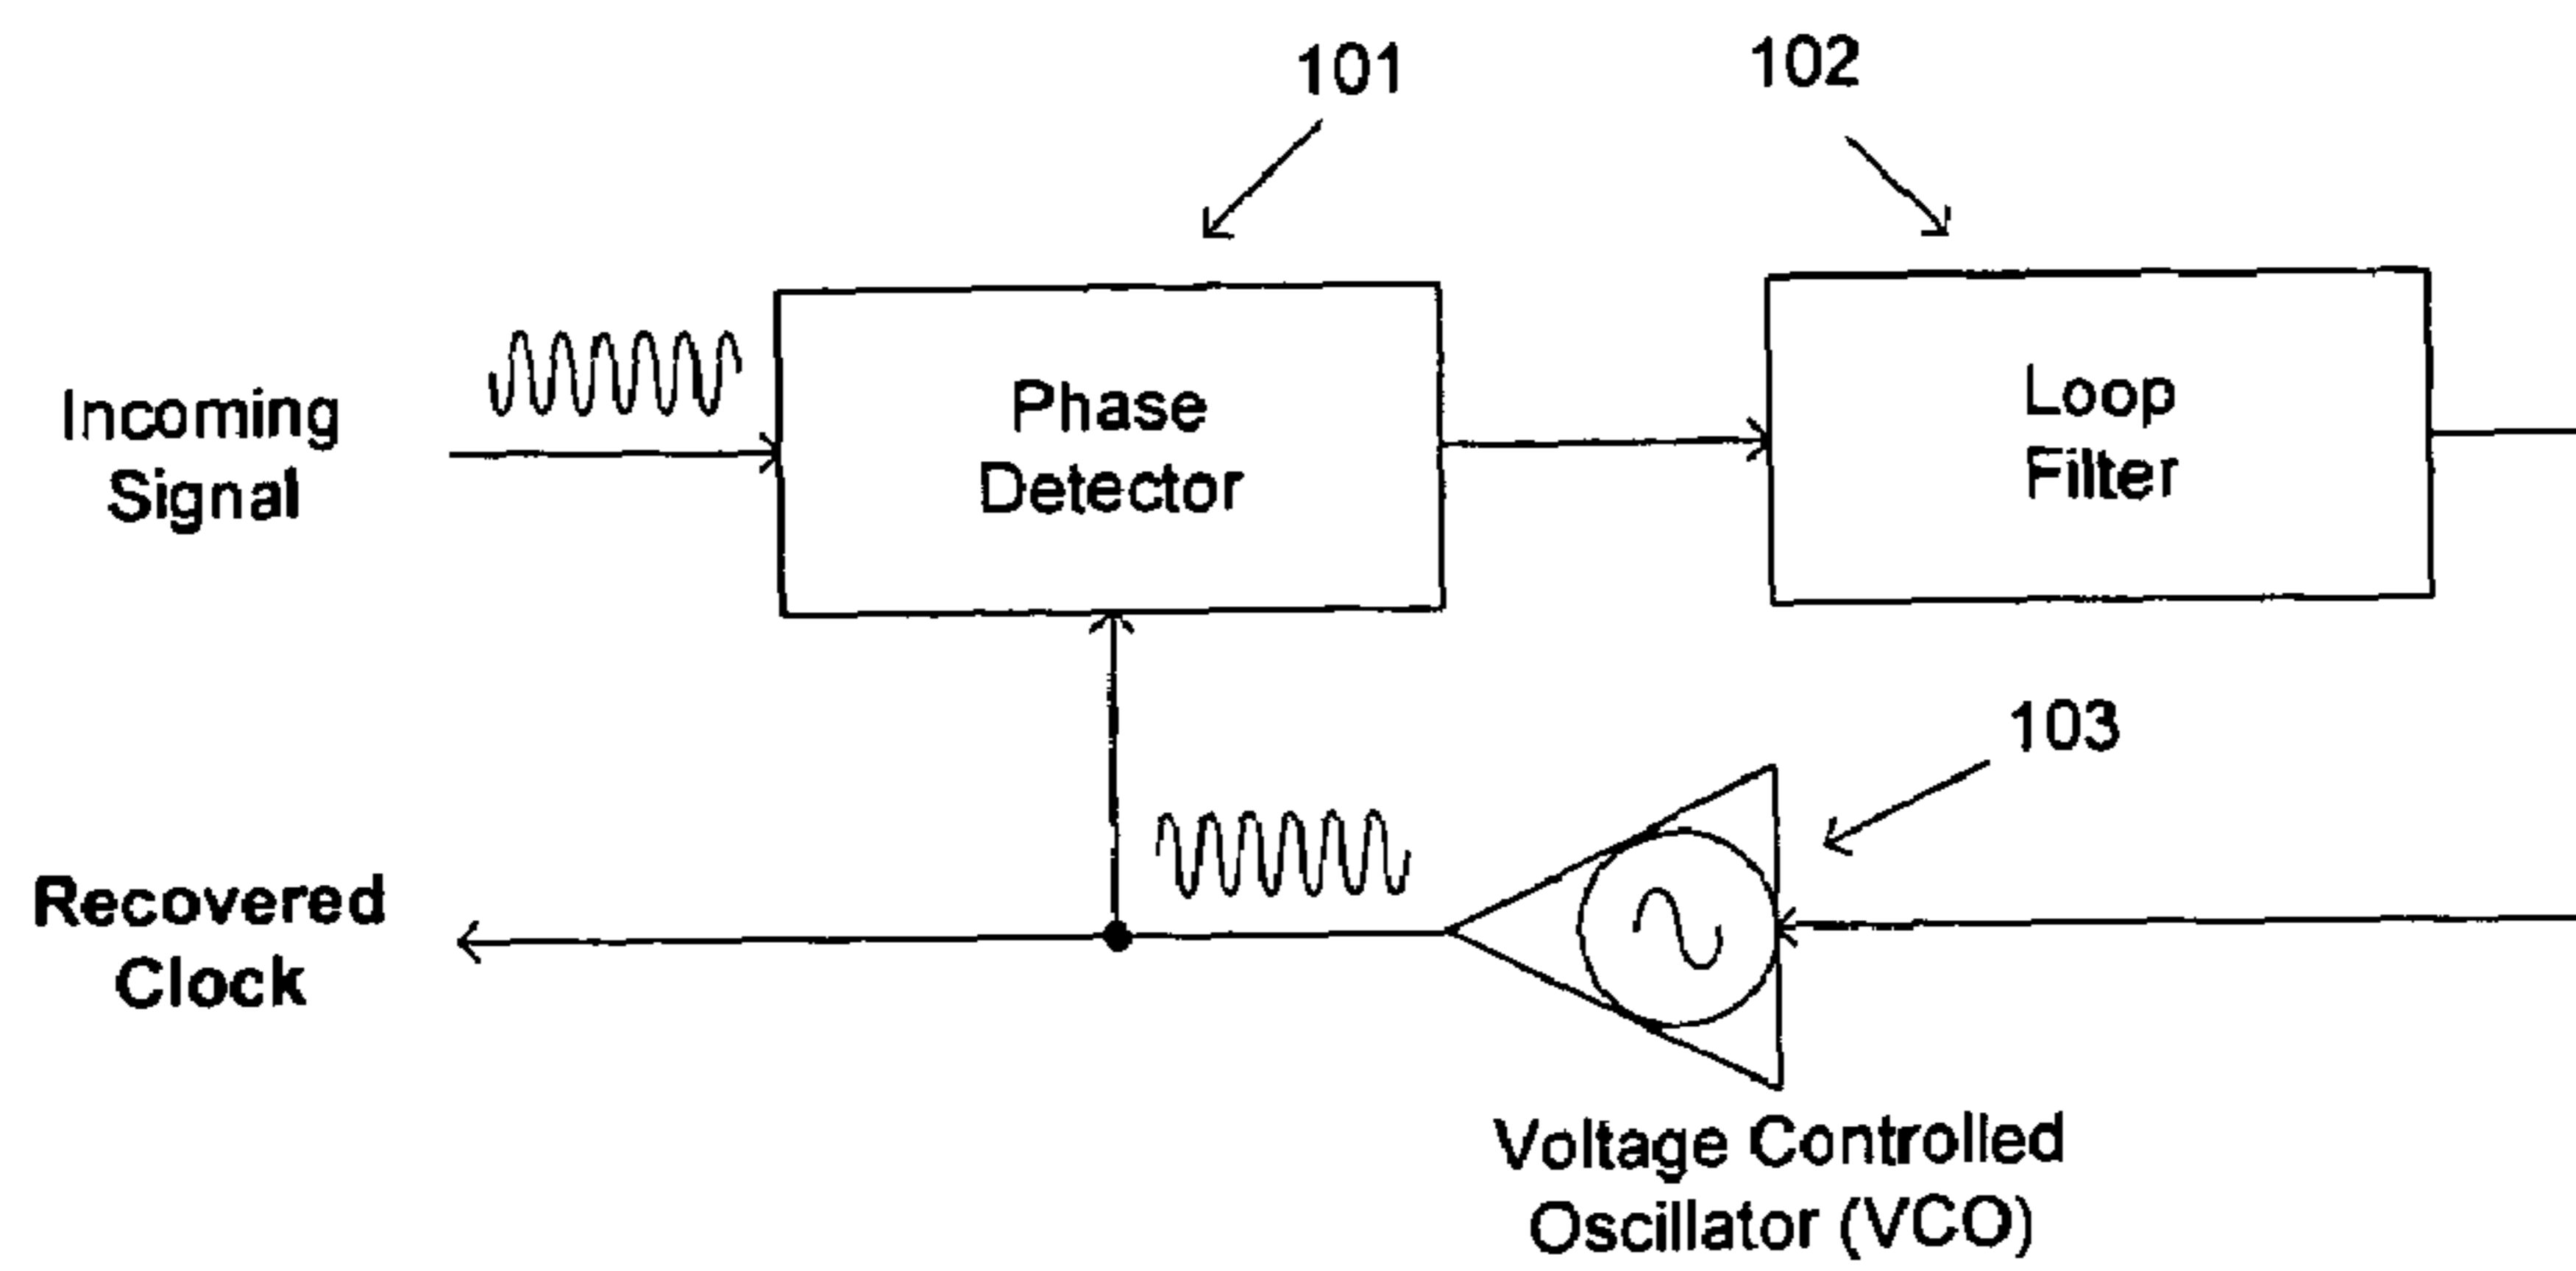 101
102
Incoming
Signal
Phase
Detector
Loop
Filter
103
Recovered
Clock
Voltage Controlled
Oscillator (VCO)